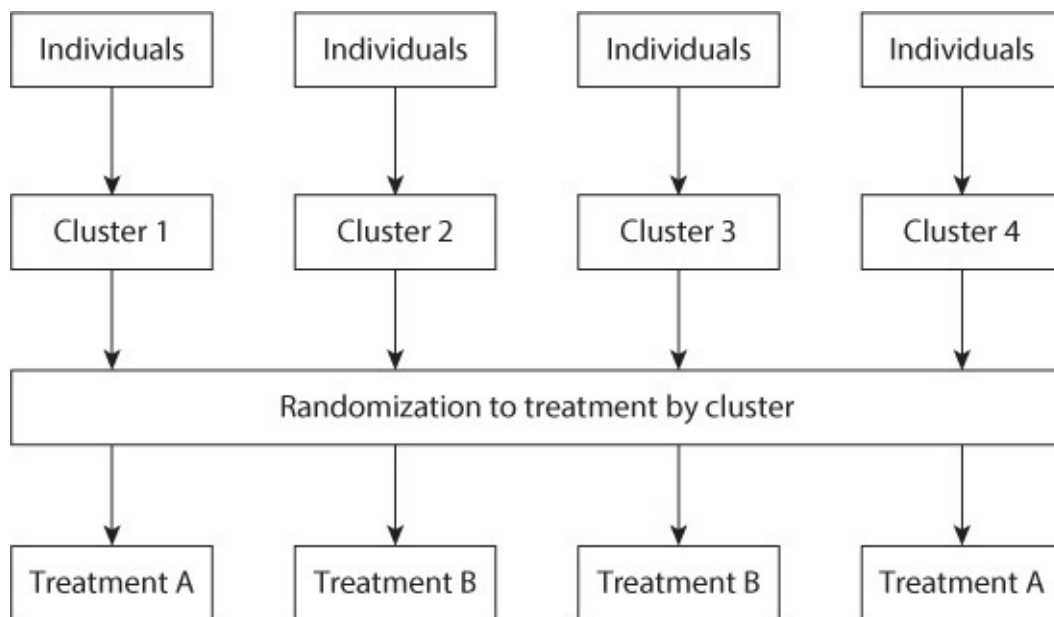 Individuals
Individuals
Individuals
Individuals
Cluster 1
Cluster 2
Cluster 3
Cluster 4
Randomization to treatment by cluster
Treatment A
Treatment B
Treatment B
Treatment A